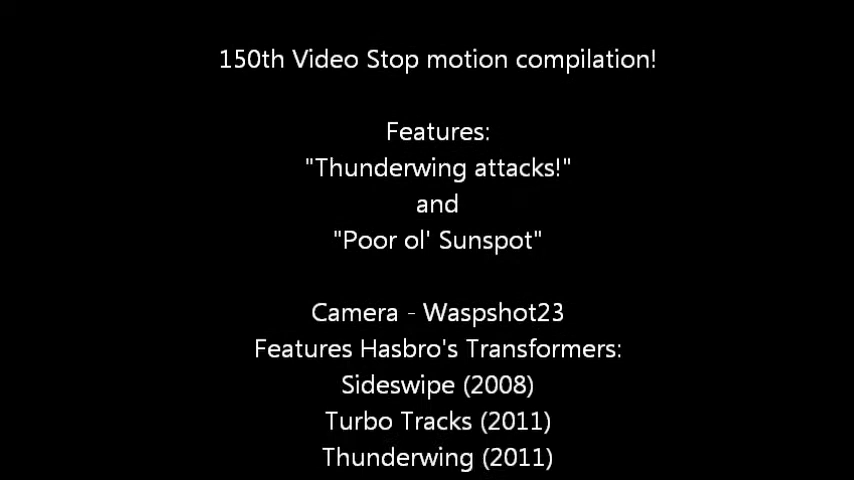 150th Video Stop motion compilation!
Features:
"Thunderwing attacks!"
and
"Poor ol' Sunspot"
Camera - Waspshot23
Features Hasbro's Transformers:
Sideswipe (2008)
Turbo Tracks (2011)
Thunderwing (2011)